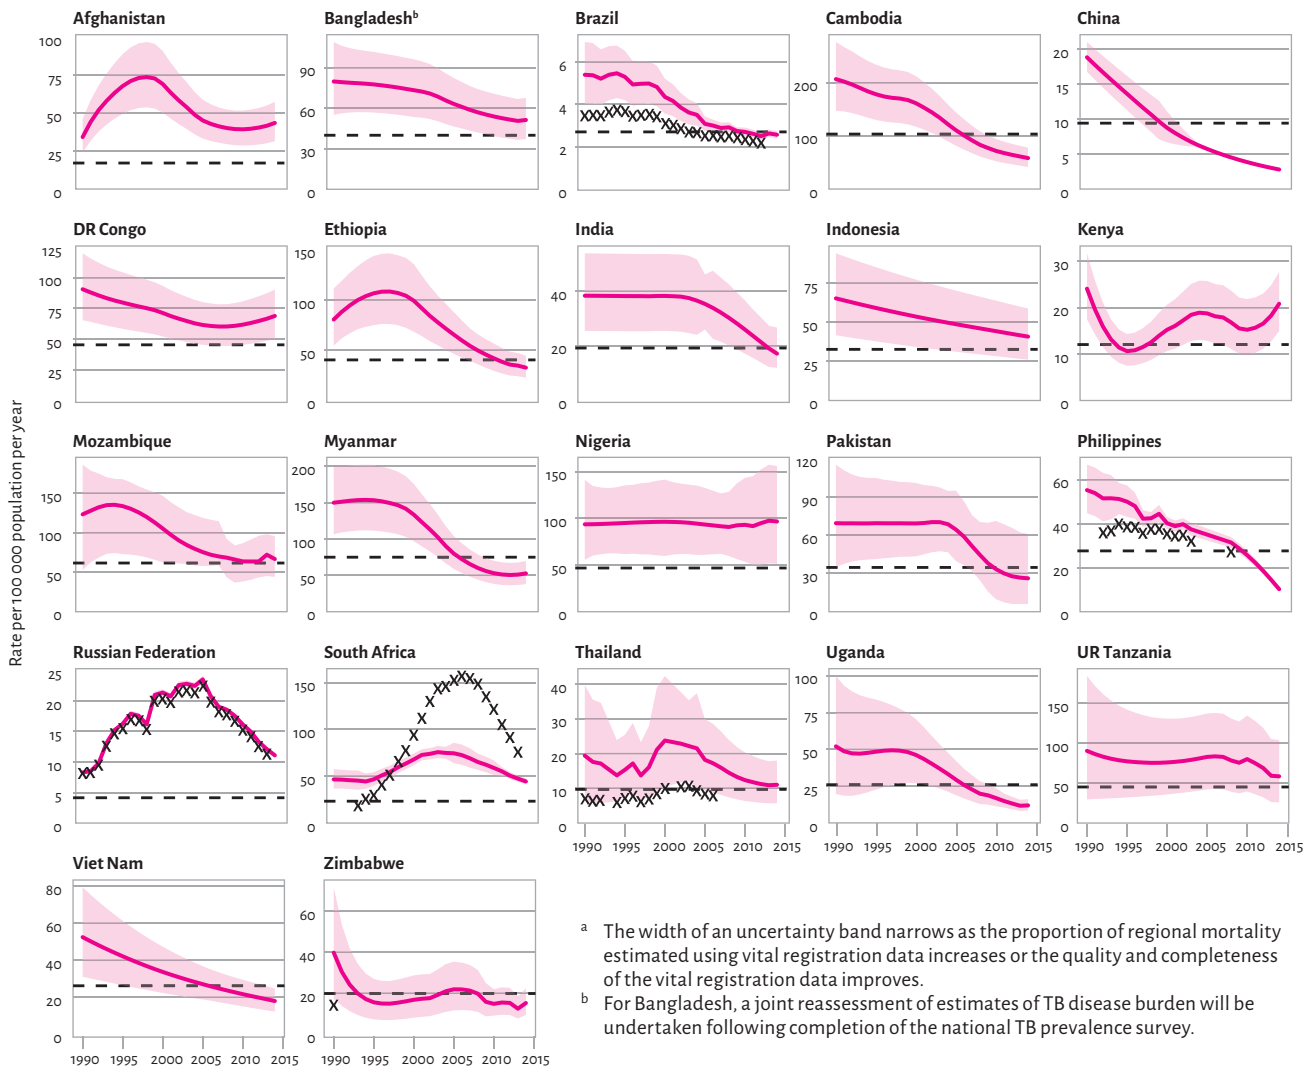 Rate per 100 000 population per year
Afghanistan
100
75
50
25
0
Bangladeshᵇ
90
60
30
0
Brazil
6
4
2
0
Cambodia
200
100
0
China
20
15
10
5
0
DR Congo
125
100
75
50
25
0
Ethiopia
150
100
50
0
India
40
20
0
Indonesia
75
50
25
0
Kenya
30
20
10
0
Mozambique
150
100
50
0
Myanmar
200
150
100
50
0
Nigeria
150
100
50
0
Pakistan
120
90
60
30
0
Philippines
60
40
20
0
Russian Federation
25
20
15
10
5
0
South Africa
150
100
50
0
Thailand
40
30
20
10
0
1990 1995 2000 2005 2010 2015
Uganda
100
75
50
25
0
1990 1995 2000 2005 2010 2015
UR Tanzania
150
100
50
0
1990 1995 2000 2005 2010 2015
Viet Nam
80
60
40
20
0
1990 1995 2000 2005 2010 2015
Zimbabwe
60
40
20
0
1990 1995 2000 2005 2010 2015
ᵃ The width of an uncertainty band narrows as the proportion of regional mortality
estimated using vital registration data increases or the quality and completeness
of the vital registration data improves.
ᵇ For Bangladesh, a joint reassessment of estimates of TB disease burden will be
undertaken following completion of the national TB prevalence survey.